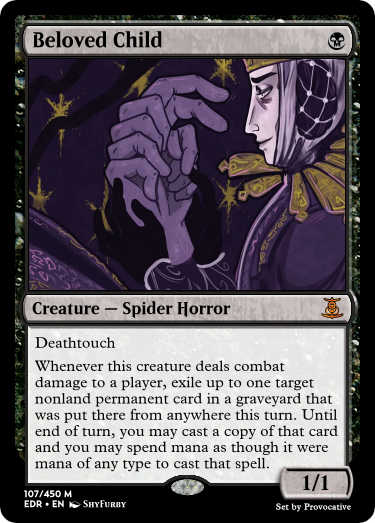 Beloved Child
Creature — Spider Horror
Deathtouch
Whenever this creature deals combat
damage to a player, exile up to one target
nonland permanent card in a graveyard that
was put there from anywhere this turn. Until
end of turn, you may cast a copy of that card
and you may spend mana as though it were
mana of any type to cast that spell.
1/1
107/450 M
EDR • EN ShyFurby
Set by Provocative